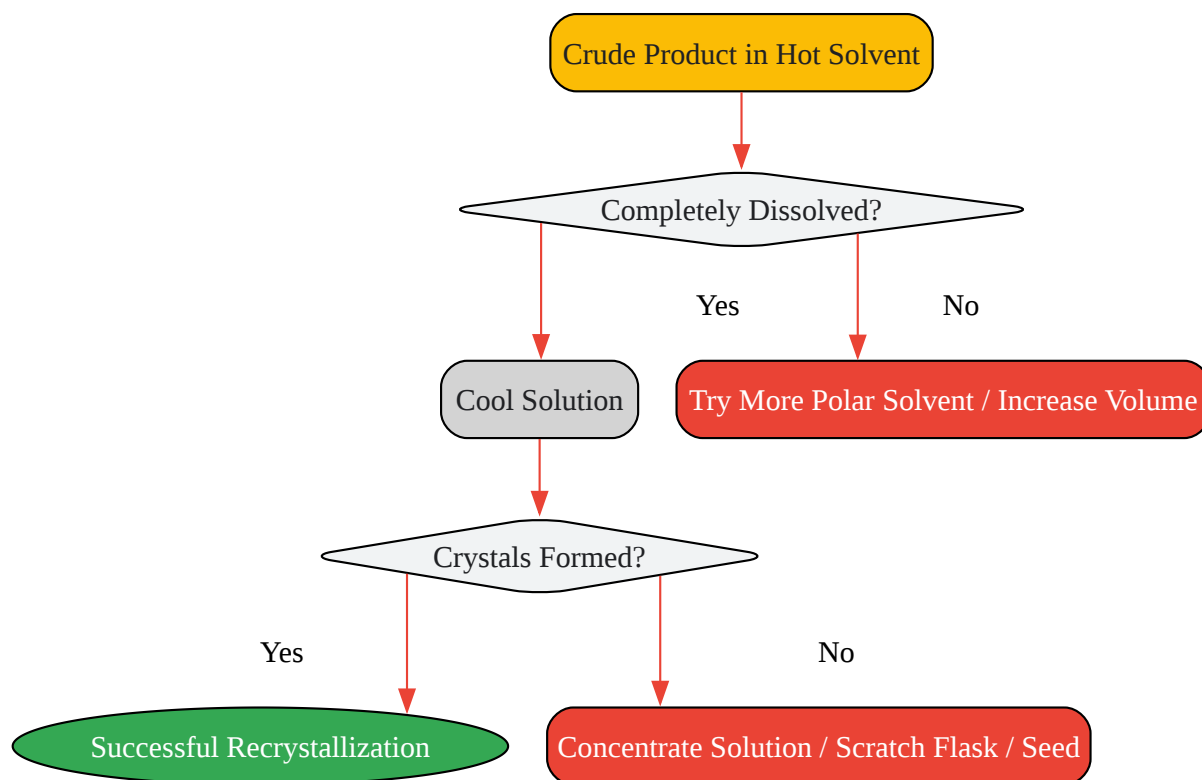 Crude Product in Hot Solvent
Completely Dissolved?
Yes
No
Cool Solution
Try More Polar Solvent / Increase Volume
Crystals Formed?
Yes
No
Successful Recrystallization
Concentrate Solution / Scratch Flask / Seed